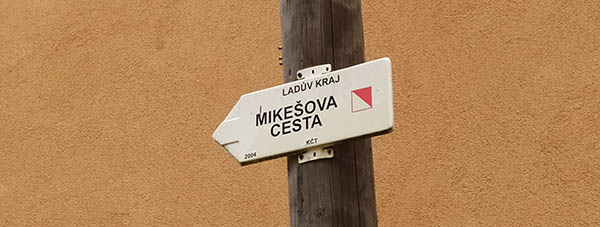 LADŮV KRAJ
MIKEŠOVA
CESTA
2004 KČT